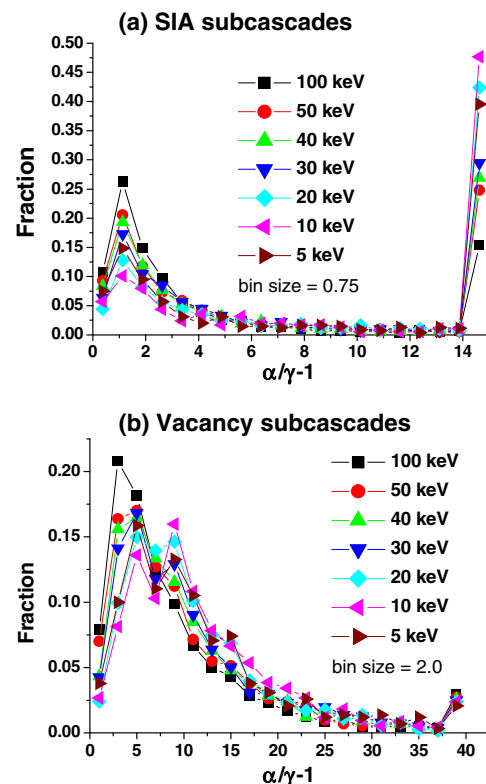 (a) SIA subcascades
0.50
0.45
0.40
0.35
0.30
0.25
0.20
0.15
0.10
0.05
0.00
Fraction
100 keV
50 keV
40 keV
30 keV
20 keV
10 keV
5 keV
bin size = 0.75
0 2 4 6 8 10 12 14
α/γ-1
(b) Vacancy subcascades
0.20
0.15
0.10
0.05
0.00
Fraction
100 keV
50 keV
40 keV
30 keV
20 keV
10 keV
5 keV
bin size = 2.0
0 5 10 15 20 25 30 35 40
α/γ-1